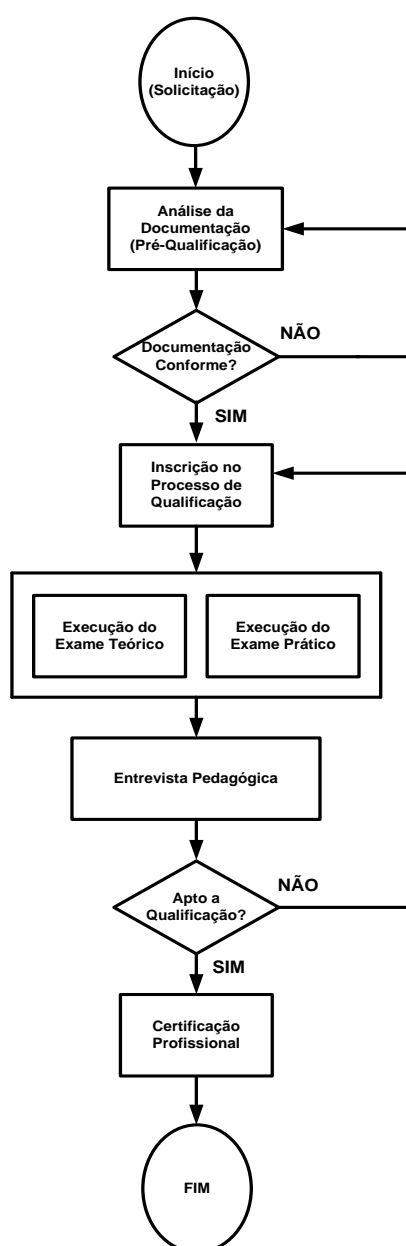 Início
(Solicitação)
Análise da
Documentação
(Pré-Qualificação)
Documentação
Conforme?
NÃO
SIM
Inscrição no
Processo de
Qualificação
Execução do
Exame Teórico
Execução do
Exame Prático
Entrevista Pedagógica
Apto a
Qualificação?
NÃO
SIM
Certificação
Profissional
FIM